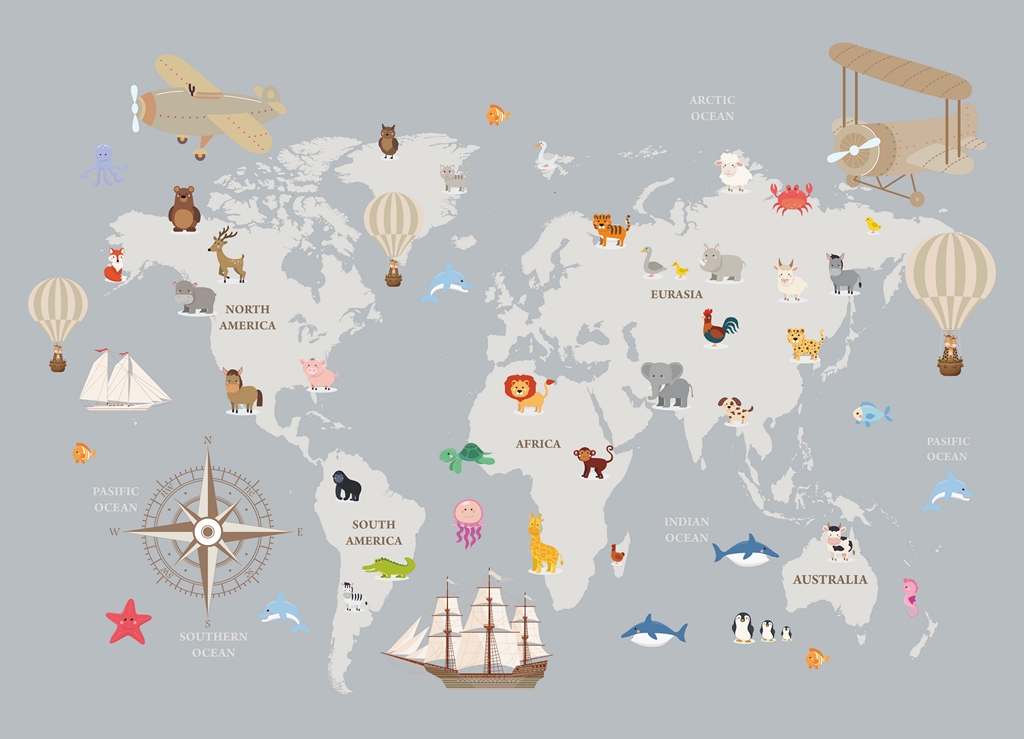 ARCTIC
OCEAN
EURASIA
NORTH
AMERICA
AFRICA
PASIFIC
OCEAN
N
W
E
S
PASIFIC
OCEAN
SOUTH
AMERICA
INDIAN
OCEAN
AUSTRALIA
SOUTHERN
OCEAN